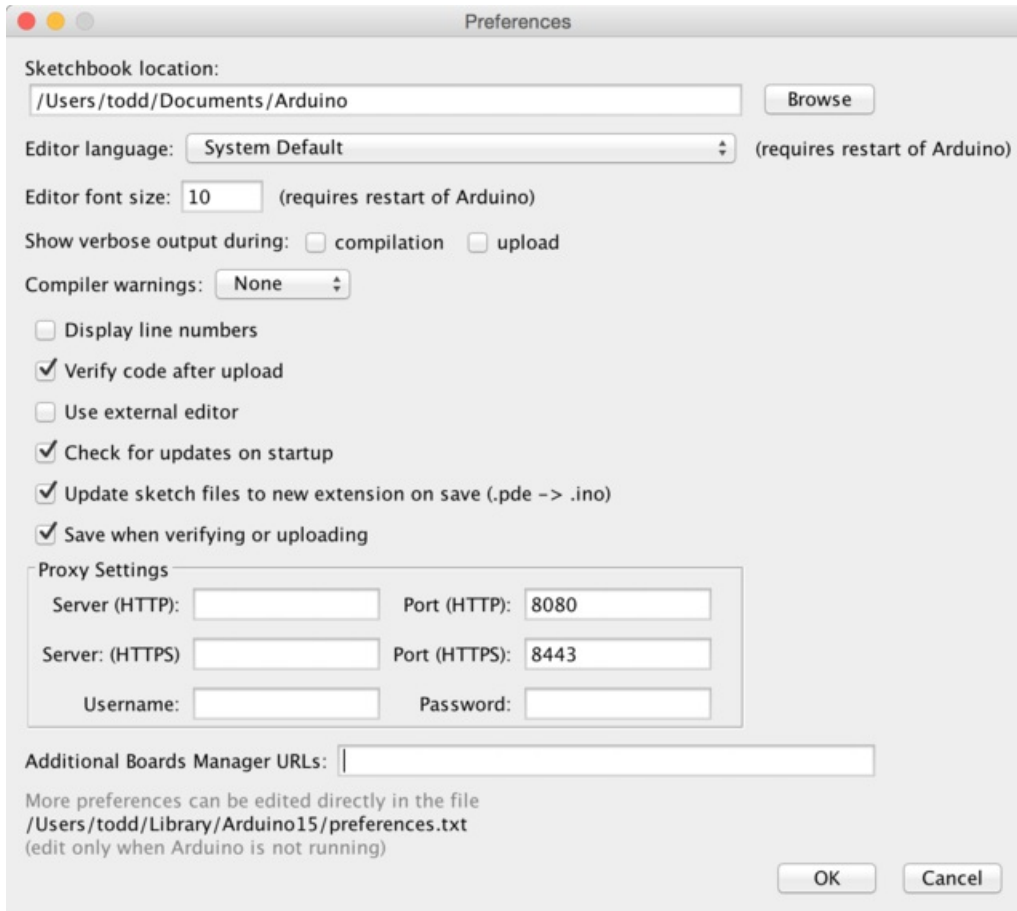 Preferences
Sketchbook location:
/Users/todd/Documents/Arduino Browse
Editor language: System Default (requires restart of Arduino)
Editor font size: 10 (requires restart of Arduino)
Show verbose output during: compilation upload
Compiler warnings: None
Display line numbers
Verify code after upload
Use external editor
Check for updates on startup
Update sketch files to new extension on save (.pde -> .ino)
Save when verifying or uploading
Proxy Settings
Server (HTTP): Port (HTTP): 8080
Server: (HTTPS) Port (HTTPS): 8443
Username: Password:
Additional Boards Manager URLs:
More preferences can be edited directly in the file
/Users/todd/Library/Arduino15/preferences.txt
(edit only when Arduino is not running)
OK Cancel